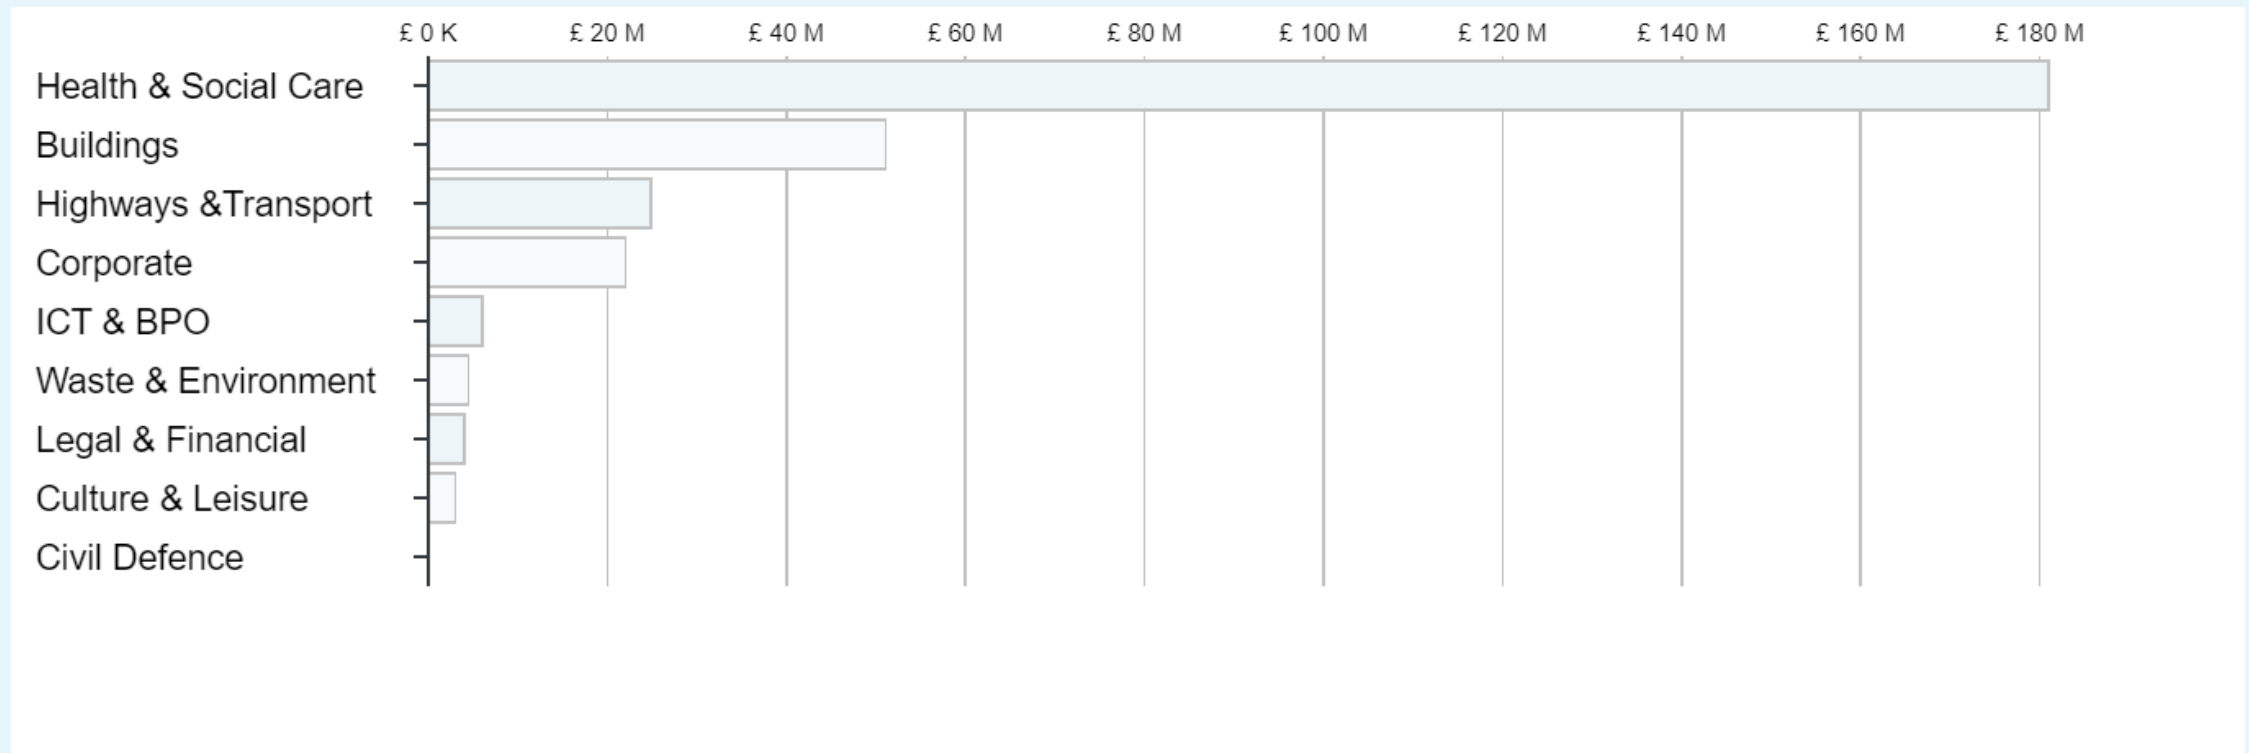 £ 0 K £ 20 M £ 40 M £ 60 M £ 80 M £ 100 M £ 120 M £ 140 M £ 160 M £ 180 M
Health & Social Care
Buildings
Highways &Transport
Corporate
ICT & BPO
Waste & Environment
Legal & Financial
Culture & Leisure
Civil Defence